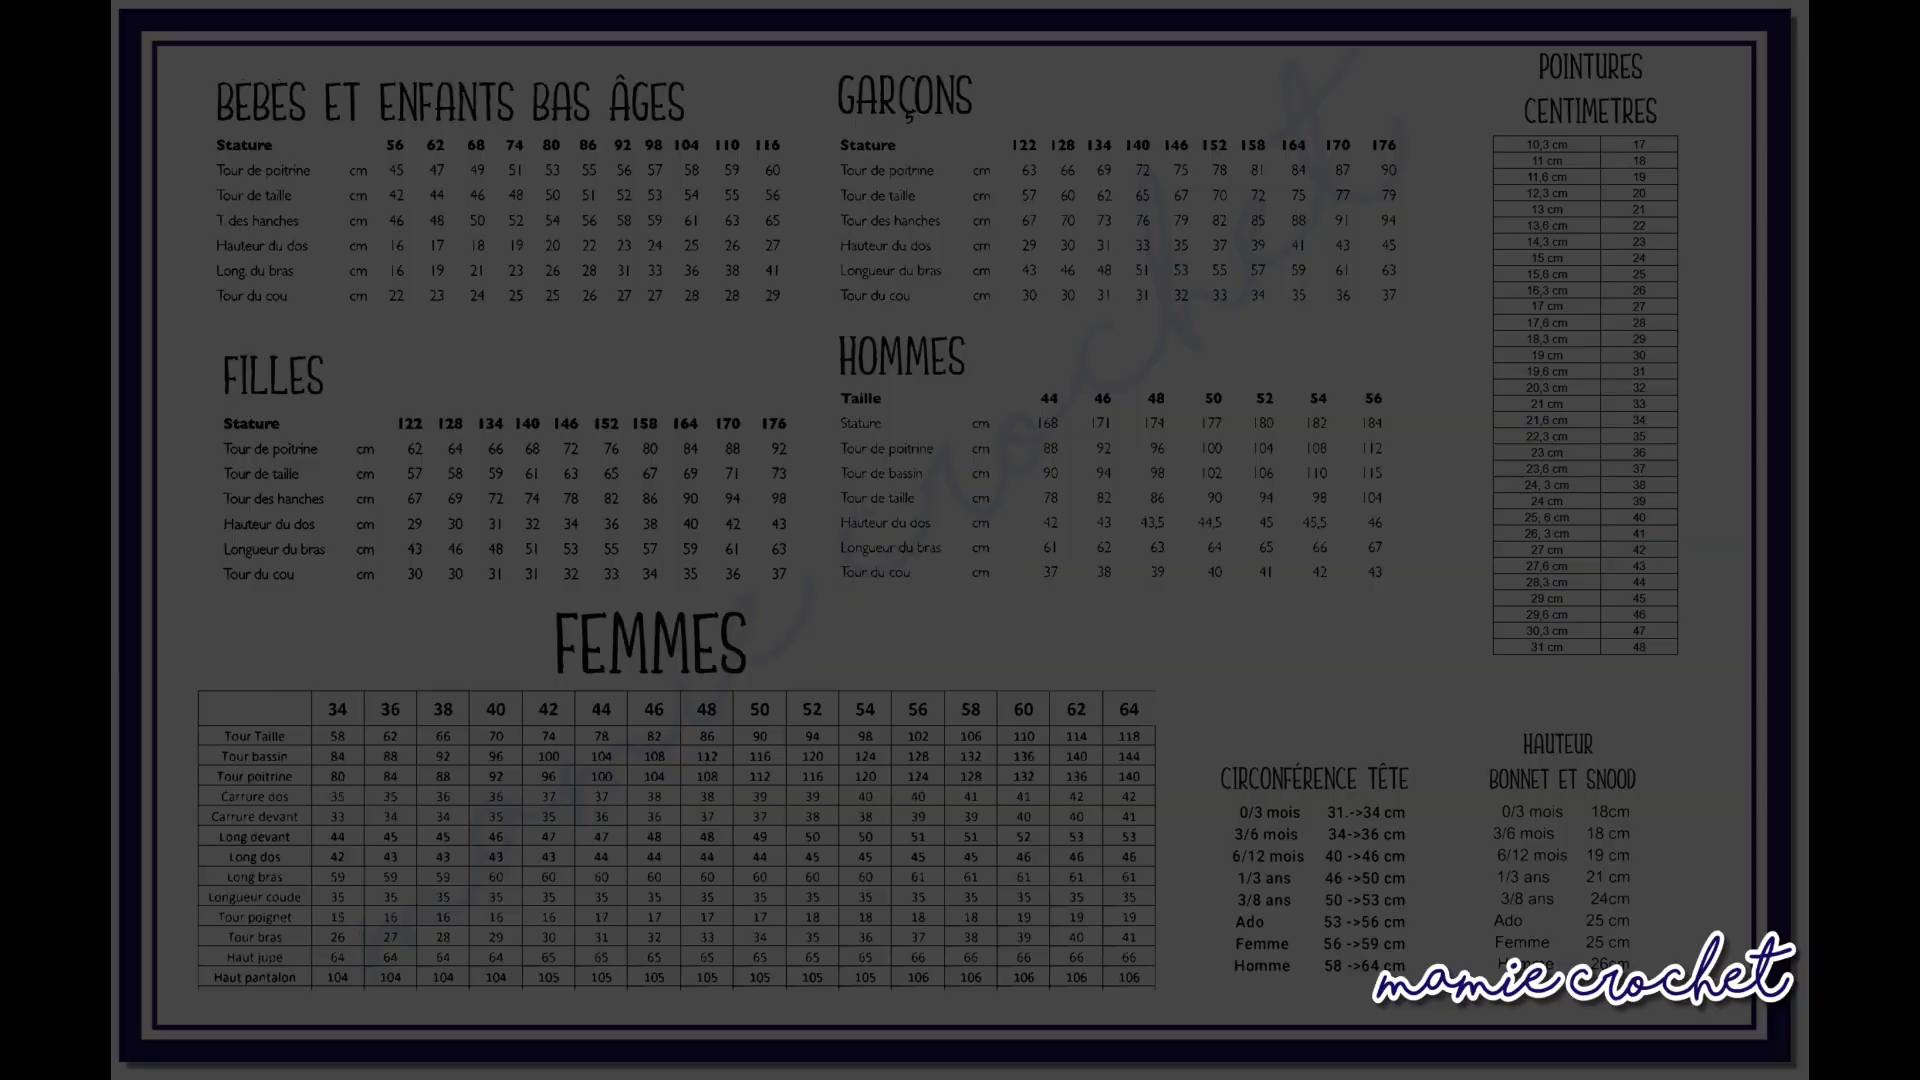 BÉBÉS ET ENFANTS BAS ÂGES
Stature 56 62 68 74 80 86 92 98 104 110 116
Tour de poitrine cm 45 47 49 51 53 55 56 57 58 59 60
Tour de taille cm 42 44 46 48 50 51 52 53 54 55 56
T. des hanches cm 46 48 50 52 54 56 58 59 61 63 65
Hauteur du dos cm 16 17 18 19 20 22 23 24 25 26 27
Long. du bras cm 16 19 21 23 26 28 31 33 36 38 41
Tour du cou cm 22 23 24 25 25 26 27 27 28 28 29
GARÇONS
Stature 122 128 134 140 146 152 158 164 170 176
Tour de poitrine cm 63 66 69 72 75 78 81 84 87 90
Tour de taille cm 57 60 62 65 67 70 72 75 77 79
Tour des hanches cm 67 70 73 76 79 82 85 88 91 94
Hauteur du dos cm 29 30 31 33 35 37 39 41 43 45
Longueur du bras cm 43 46 48 51 53 55 57 59 61 63
Tour du cou cm 30 30 31 31 32 33 34 35 36 37
FILLES
Stature 122 128 134 140 146 152 158 164 170 176
Tour de poitrine cm 62 64 66 68 72 76 80 84 88 92
Tour de taille cm 57 58 59 61 63 65 67 69 71 73
Tour des hanches cm 67 69 72 74 78 82 86 90 94 98
Hauteur du dos cm 29 30 31 32 34 36 38 40 42 43
Longueur du bras cm 43 46 48 51 53 55 57 59 61 63
Tour du cou cm 30 30 31 31 32 33 34 35 36 37
HOMMES
Taille 44 46 48 50 52 54 56
Stature cm 168 171 174 177 180 182 184
Tour de poitrine cm 88 92 96 100 104 108 112
Tour de bassin cm 90 94 98 102 106 110 115
Tour de taille cm 78 82 86 90 94 98 104
Hauteur du dos cm 42 43 43,5 44,5 45 45,5 46
Longueur du bras cm 61 62 63 64 65 66 67
Tour du cou cm 37 38 39 40 41 42 43
POINTURES
CENTIMETRES
10,3 cm 17
11 cm 18
11,6 cm 19
12,3 cm 20
13 cm 21
13,6 cm 22
14,3 cm 23
15 cm 24
15,6 cm 25
16,3 cm 26
17 cm 27
17,6 cm 28
18,3 cm 29
19 cm 30
19,6 cm 31
20,3 cm 32
21 cm 33
21,6 cm 34
22,3 cm 35
23 cm 36
23,6 cm 37
24, 3 cm 38
24 cm 39
25, 6 cm 40
26, 3 cm 41
27 cm 42
27,6 cm 43
28,3 cm 44
29 cm 45
29,6 cm 46
30,3 cm 47
31 cm 48
FEMMES
34 36 38 40 42 44 46 48 50 52 54 56 58 60 62 64
Tour Taille 58 62 66 70 74 78 82 86 90 94 98 102 106 110 114 118
Tour bassin 84 88 92 96 100 104 108 112 116 120 124 128 132 136 140 144
Tour poitrine 80 84 88 92 96 100 104 108 112 116 120 124 128 132 136 140
Carrure dos 35 35 36 36 37 37 38 38 39 39 40 40 41 41 42 42
Carrure devant 33 34 34 35 35 36 36 37 37 38 38 39 39 40 40 41
Long devant 44 45 45 46 47 47 48 48 49 50 50 51 51 52 53 53
Long dos 42 43 43 43 43 44 44 44 44 45 45 45 45 46 46 46
Long bras 59 59 59 60 60 60 60 60 60 60 60 61 61 61 61 61
Longueur coude 35 35 35 35 35 35 35 35 35 35 35 35 35 35 35 35
Tour poignet 15 16 16 16 16 17 17 17 17 18 18 18 18 19 19 19
Tour bras 26 27 28 29 30 31 32 33 34 35 36 37 38 39 40 41
Haut jupe 64 64 64 64 65 65 65 65 65 65 65 66 66 66 66 66
Haut pantalon 104 104 104 104 105 105 105 105 105 105 105 106 106 106 106 106
CIRCONFÉRENCE TÊTE
0/3 mois 31.->34 cm
3/6 mois 34->36 cm
6/12 mois 40 ->46 cm
1/3 ans 46 ->50 cm
3/8 ans 50 ->53 cm
Ado 53 ->56 cm
Femme 56 ->59 cm
Homme 58 ->64 cm
HAUTEUR
BONNET ET SNOOD
0/3 mois 18cm
3/6 mois 18 cm
6/12 mois 19 cm
1/3 ans 21 cm
3/8 ans 24cm
Ado 25 cm
Femme 25 cm
Homme 26cm
mamie crochet
mamie crochet